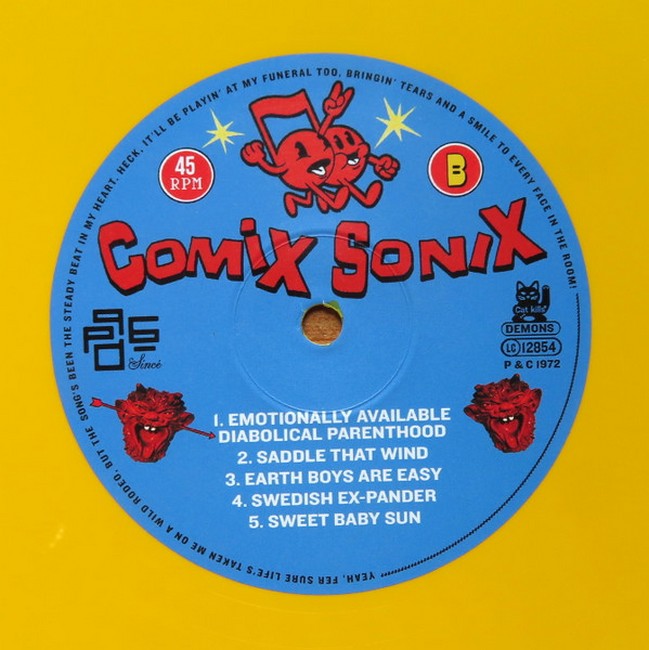 YEAH, FER SURE LIFE'S TAKEN ME ON A WILD RODEO, BUT THE SONG'S BEEN THE STEADY BEAT IN MY HEART. HECK, IT'LL BE PLAYIN' AT MY FUNERAL TOO, BRINGIN' TEARS AND A SMILE TO EVERY FACE IN THE ROOM!
45
RPM
B
COMIX SONIX
Sincé
Cat kills
DEMONS
LC 12854
P & C 1972
1. EMOTIONALLY AVAILABLE
DIABOLICAL PARENTHOOD
2. SADDLE THAT WIND
3. EARTH BOYS ARE EASY
4. SWEDISH EX-PANDER
5. SWEET BABY SUN